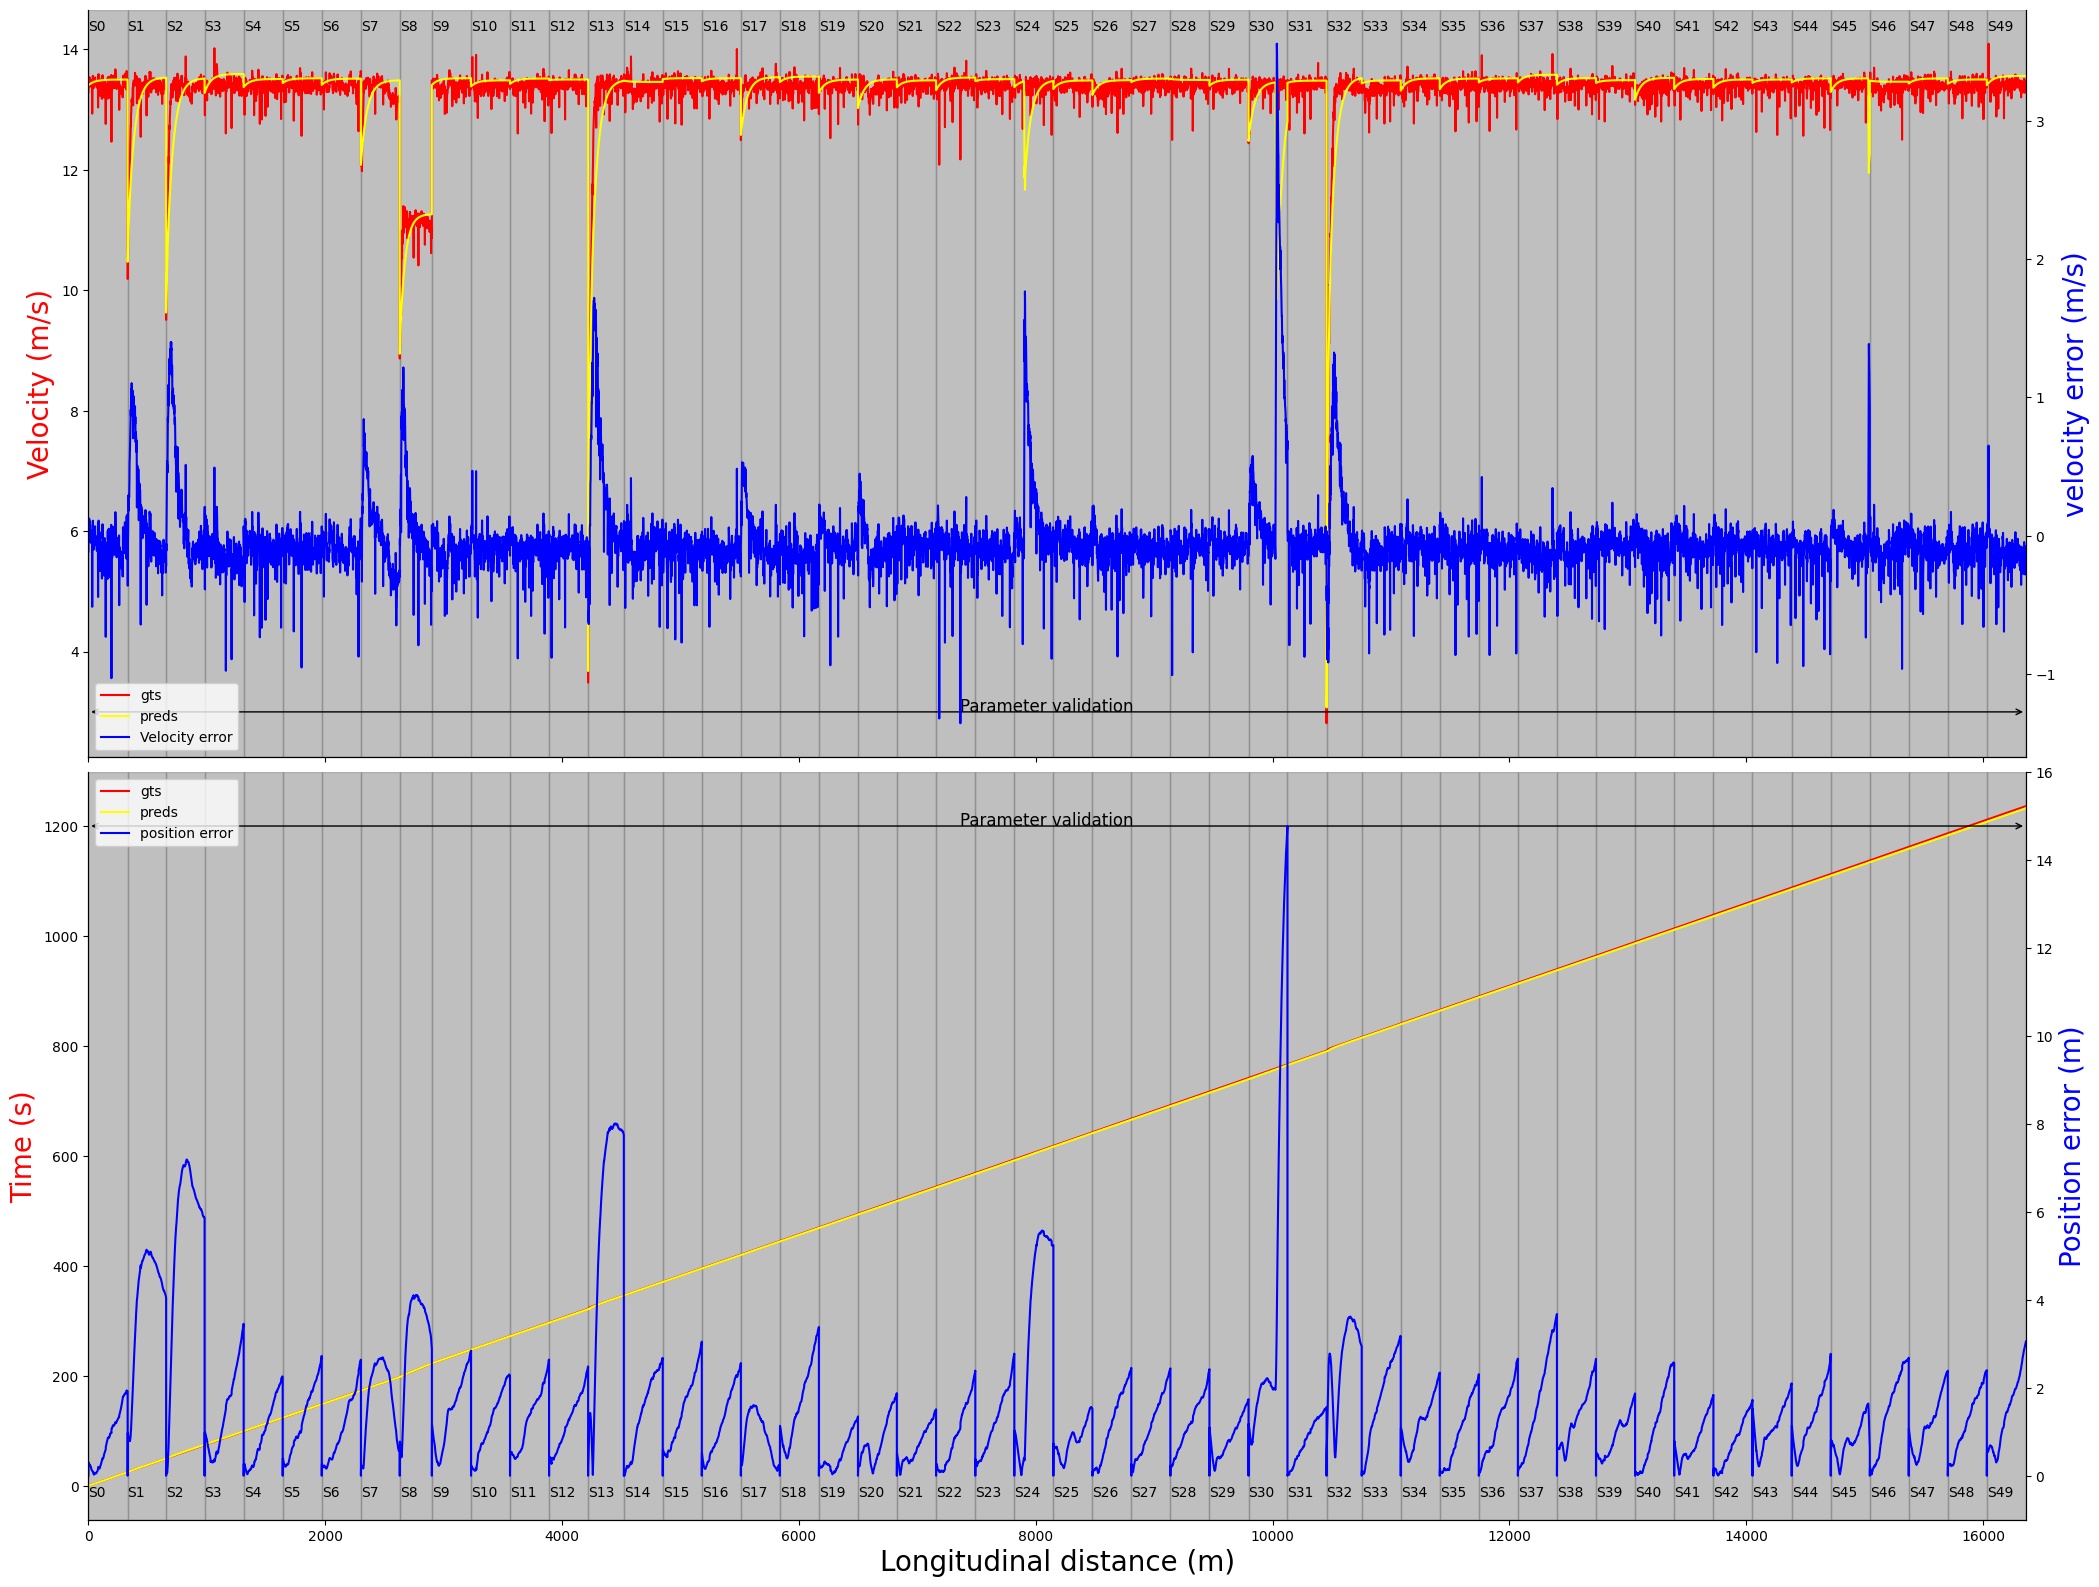 S0 S1 S2 S3 S4 S5 S6 S7 S8 S9 S10 S11 S12 S13 S14 S15 S16 S17 S18 S19 S20 S21 S22 S23 S24 S25 S26 S27 S28 S29 S30 S31 S32 S33 S34 S35 S36 S37 S38 S39 S40 S41 S42 S43 S44 S45 S46 S47 S48 S49
14
12
10
8
6
4
Velocity (m/s)
3
2
1
0
−1
velocity error (m/s)
gts
preds
Velocity error
Parameter validation
gts
preds
position error
Parameter validation
1200
1000
800
600
400
200
0
Time (s)
16
14
12
10
8
6
4
2
0
Position error (m)
S0 S1 S2 S3 S4 S5 S6 S7 S8 S9 S10 S11 S12 S13 S14 S15 S16 S17 S18 S19 S20 S21 S22 S23 S24 S25 S26 S27 S28 S29 S30 S31 S32 S33 S34 S35 S36 S37 S38 S39 S40 S41 S42 S43 S44 S45 S46 S47 S48 S49
0 2000 4000 6000 8000 10000 12000 14000 16000
Longitudinal distance (m)